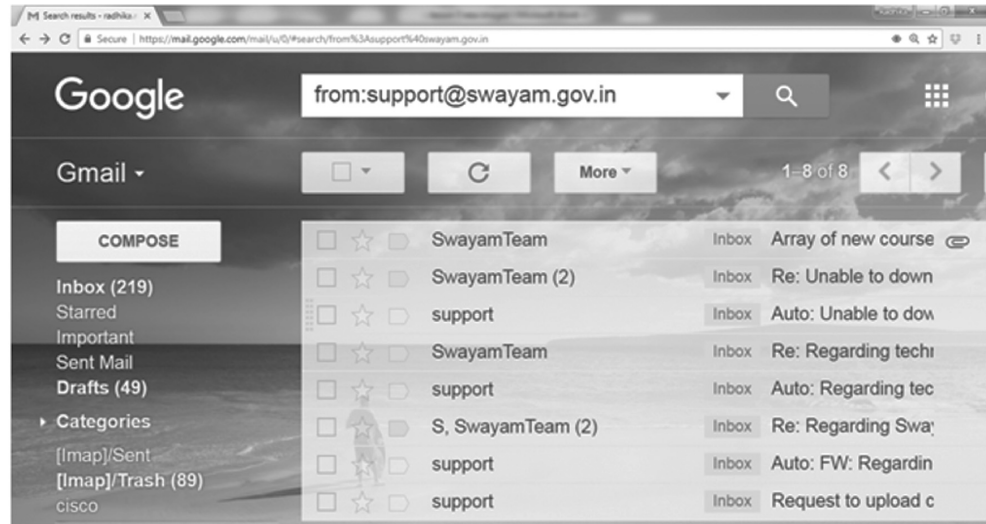 Search results - radhika.r
Secure | https://mail.google.com/mail/u/0/#search/from%3Asupport%40swayam.gov.in
Google
from:support@swayam.gov.in
Gmail
More
1–8 of 8
COMPOSE
Inbox (219)
Starred
Important
Sent Mail
Drafts (49)
Categories
[Imap]/Sent
[Imap]/Trash (89)
cisco
SwayamTeam Inbox Array of new course
SwayamTeam (2) Inbox Re: Unable to down
support Inbox Auto: Unable to dow
SwayamTeam Inbox Re: Regarding techn
support Inbox Auto: Regarding tec
S, SwayamTeam (2) Inbox Re: Regarding Sway
support Inbox Auto: FW: Regardin
support Inbox Request to upload c